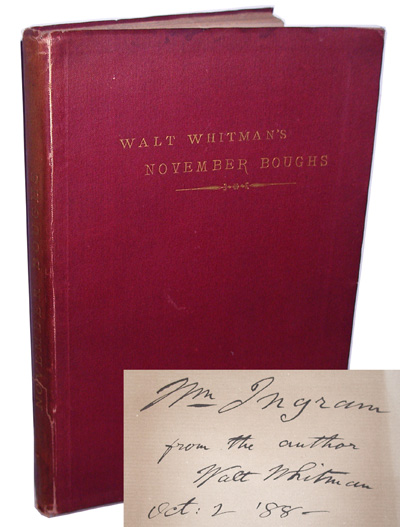 WALT WHITMAN'S
NOVEMBER BOUGHS
Wm Ingram
from the author
Walt Whitman
Oct: 2 '88-